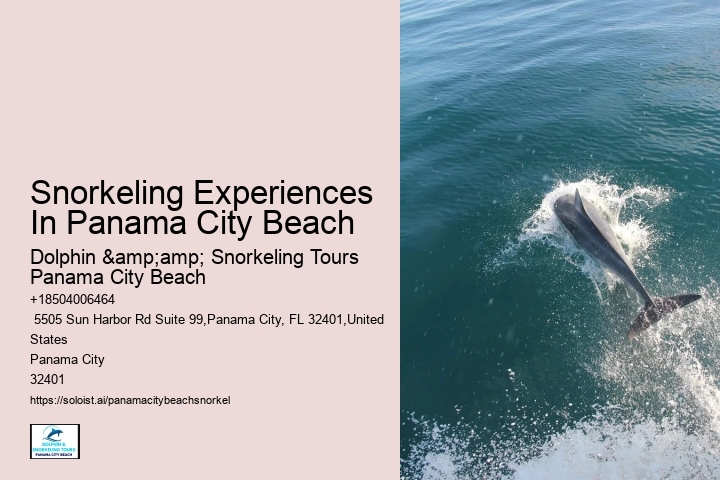 Snorkeling Experiences
In Panama City Beach
Dolphin &amp;amp; Snorkeling Tours
Panama City Beach
+18504006464
5505 Sun Harbor Rd Suite 99,Panama City, FL 32401,United
States
Panama City
32401
https://soloist.ai/panamacitybeachsnorkel
DOLPHIN &
SNORKELING TOURS
PANAMA CITY BEACH